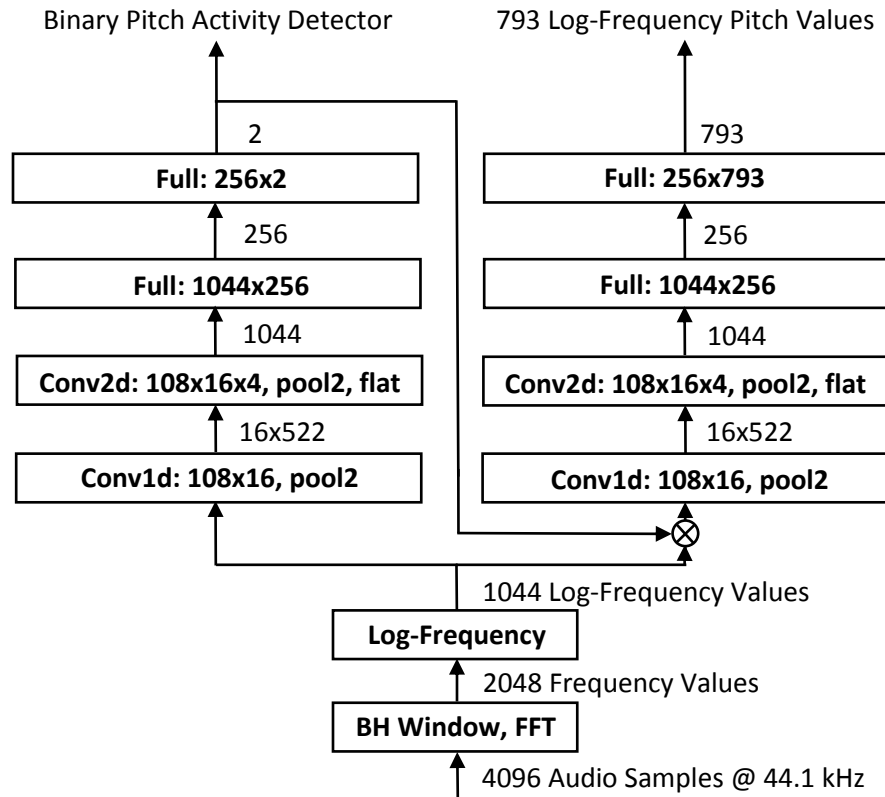 Binary Pitch Activity Detector
793 Log-Frequency Pitch Values
2
793
Full: 256x2
Full: 256x793
256
256
Full: 1044x256
Full: 1044x256
1044
1044
Conv2d: 108x16x4, pool2, flat
Conv2d: 108x16x4, pool2, flat
16x522
16x522
Conv1d: 108x16, pool2
Conv1d: 108x16, pool2
1044 Log-Frequency Values
Log-Frequency
2048 Frequency Values
BH Window, FFT
4096 Audio Samples @ 44.1 kHz